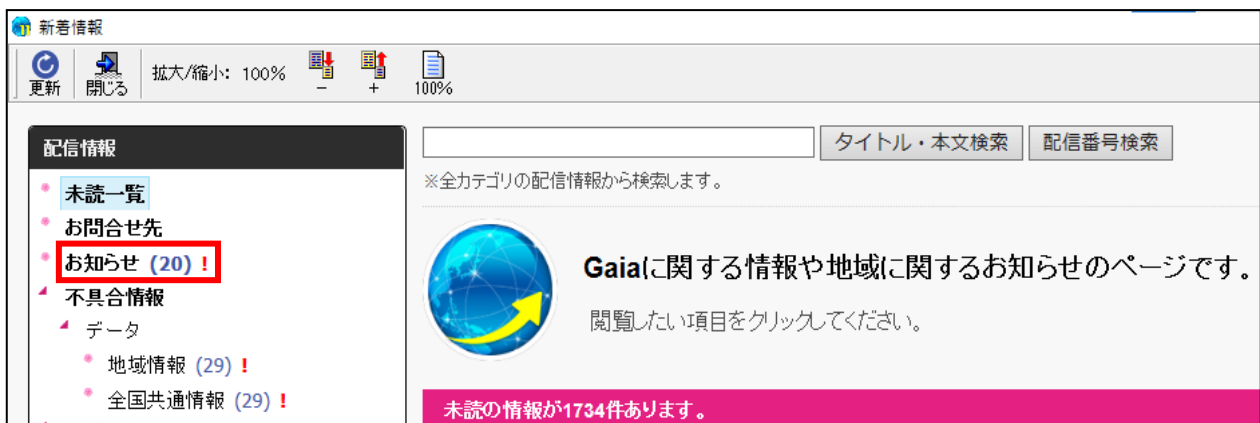 新着情報
更新
閉じる
拡大/縮小: 100%
-
+
100%
配信情報
未読一覧
お問合せ先
お知らせ (20) !
不具合情報
データ
地域情報 (29) !
全国共通情報 (29) !
タイトル・本文検索
配信番号検索
※全カテゴリの配信情報から検索します。
Gaiaに関する情報や地域に関するお知らせのページです。
閲覧したい項目をクリックしてください。
未読の情報が1734件あります。